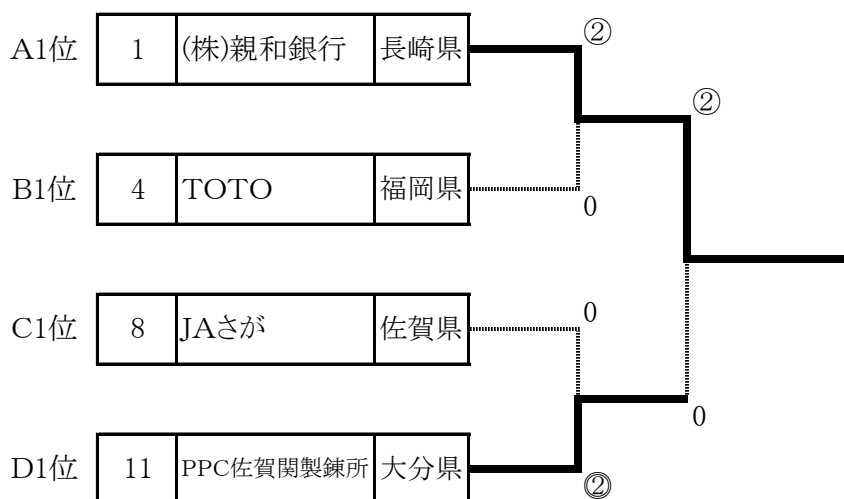 A1位 1 (株)親和銀行 長崎県 ②
②
B1位 4 TOTO 福岡県 0
C1位 8 JAさが 佐賀県 0
0
D1位 11 PPC佐賀関製錬所 大分県 ②